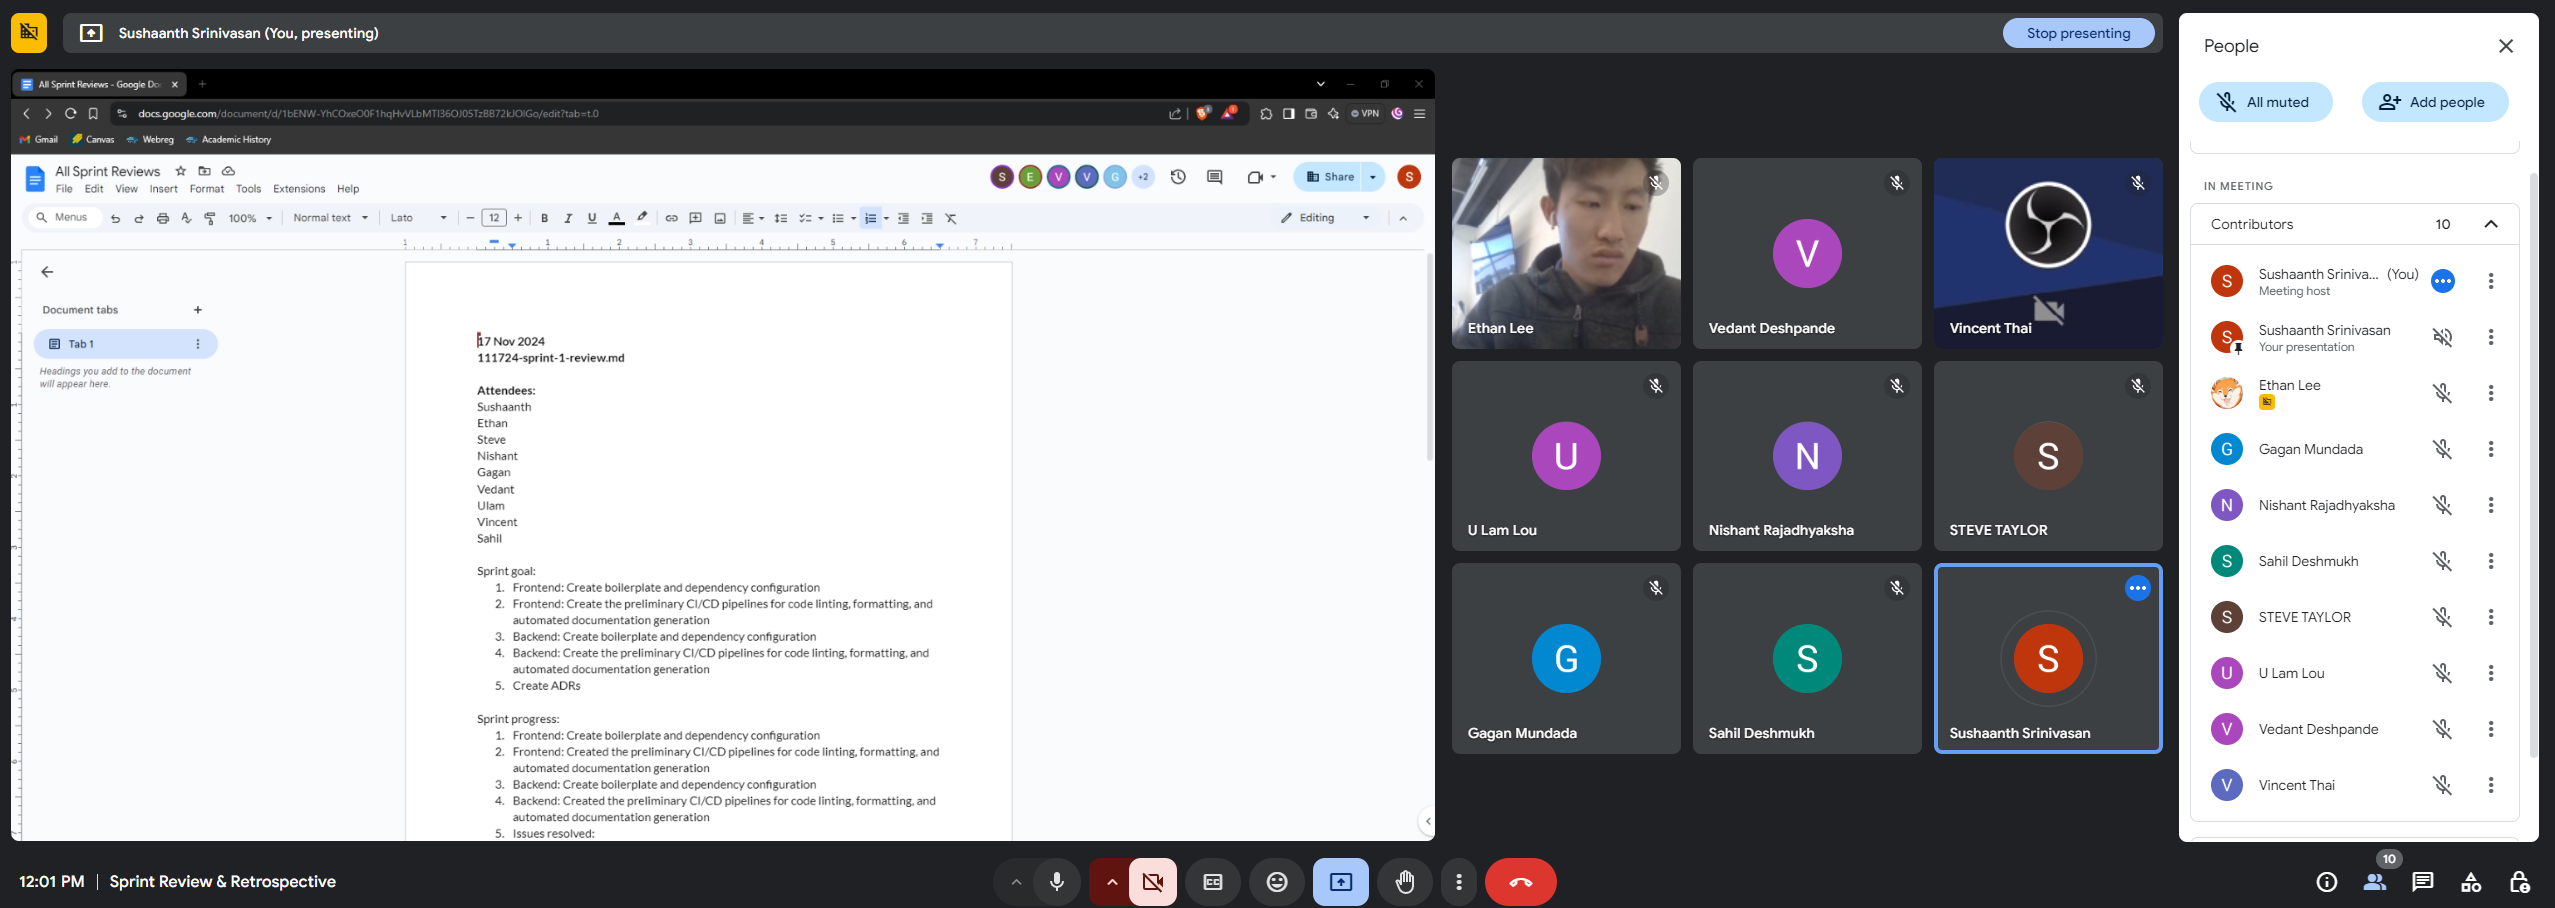 Sushaanth Srinivasan (You, presenting)
Stop presenting
All Sprint Reviews - Google Do
docs.google.com/document/d/
Gmail
Canvas
Webreg
Academic History
VPN
All Sprint Reviews
File Edit View Insert Format Tools Extensions Help
S E V V G +2
Share
S
Menus
100%
Normal text
Lato
12
Editing
1 1 2 3 4 5 6 7
Document tabs
Tab 1
Headings you add to the document
will appear here.
17 Nov 2024
111724-sprint-1-review.md
Attendees:
Sushaanth
Ethan
Steve
Nishant
Gagan
Vedant
Ulam
Vincent
Sahil
Sprint goal:
1. Frontend: Create boilerplate and dependency configuration
2. Frontend: Create the preliminary CI/CD pipelines for code linting, formatting, and
automated documentation generation
3. Backend: Create boilerplate and dependency configuration
4. Backend: Create the preliminary CI/CD pipelines for code linting, formatting, and
automated documentation generation
5. Create ADRs
Sprint progress:
1. Frontend: Create boilerplate and dependency configuration
2. Frontend: Created the preliminary CI/CD pipelines for code linting, formatting, and
automated documentation generation
3. Backend: Create boilerplate and dependency configuration
4. Backend: Created the preliminary CI/CD pipelines for code linting, formatting, and
automated documentation generation
5. Issues resolved:
Ethan Lee
V
Vedant Deshpande
Vincent Thai
U
U Lam Lou
N
Nishant Rajadhyaksha
S
STEVE TAYLOR
G
Gagan Mundada
S
Sahil Deshmukh
S
Sushaanth Srinivasan
People
All muted
Add people
IN MEETING
Contributors 10
S
Sushaanth Sriniva... (You)
Meeting host
S
Sushaanth Srinivasan
Your presentation
Ethan Lee
G
Gagan Mundada
N
Nishant Rajadhyaksha
S
Sahil Deshmukh
S
STEVE TAYLOR
U
U Lam Lou
V
Vedant Deshpande
V
Vincent Thai
12:01 PM | Sprint Review & Retrospective
10